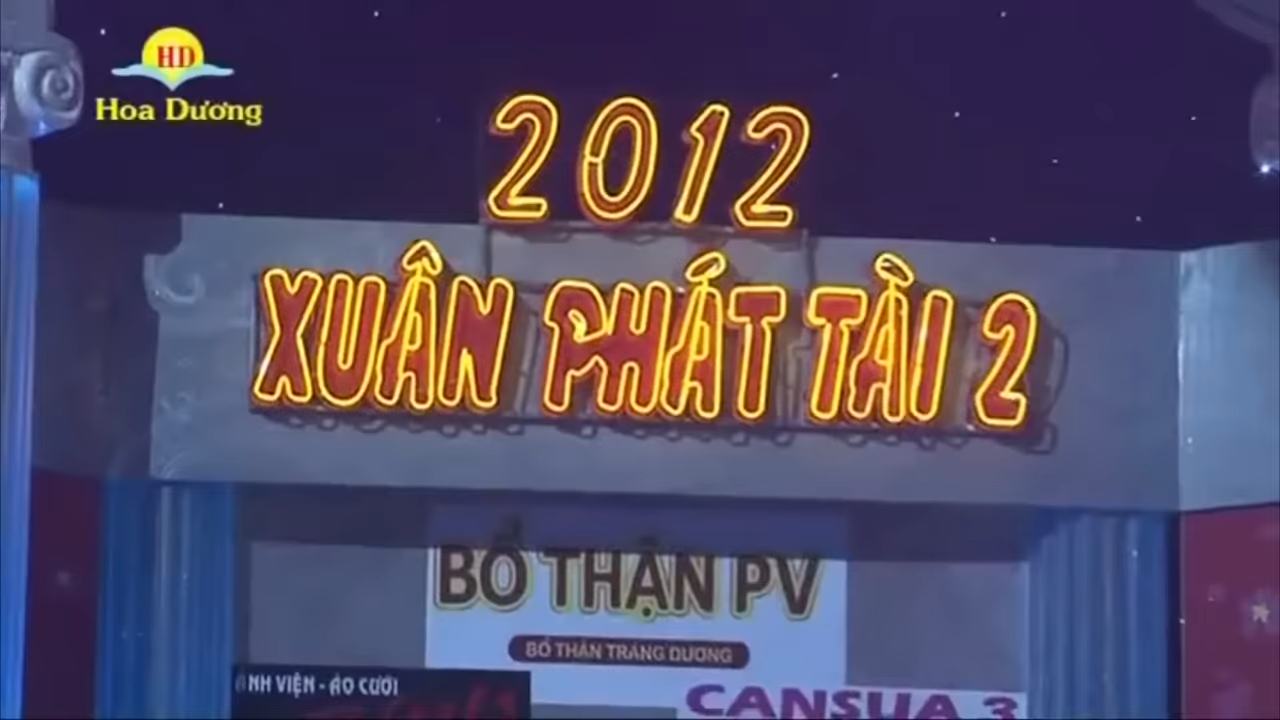 HD
Hoa Dương
2012
XUÂN PHÁT TÀI 2
BỔ THẬN PV
BỔ THẬN TRÁNG DƯƠNG
ẢNH VIỆN - ÁO CƯỚI
CANSUA 3